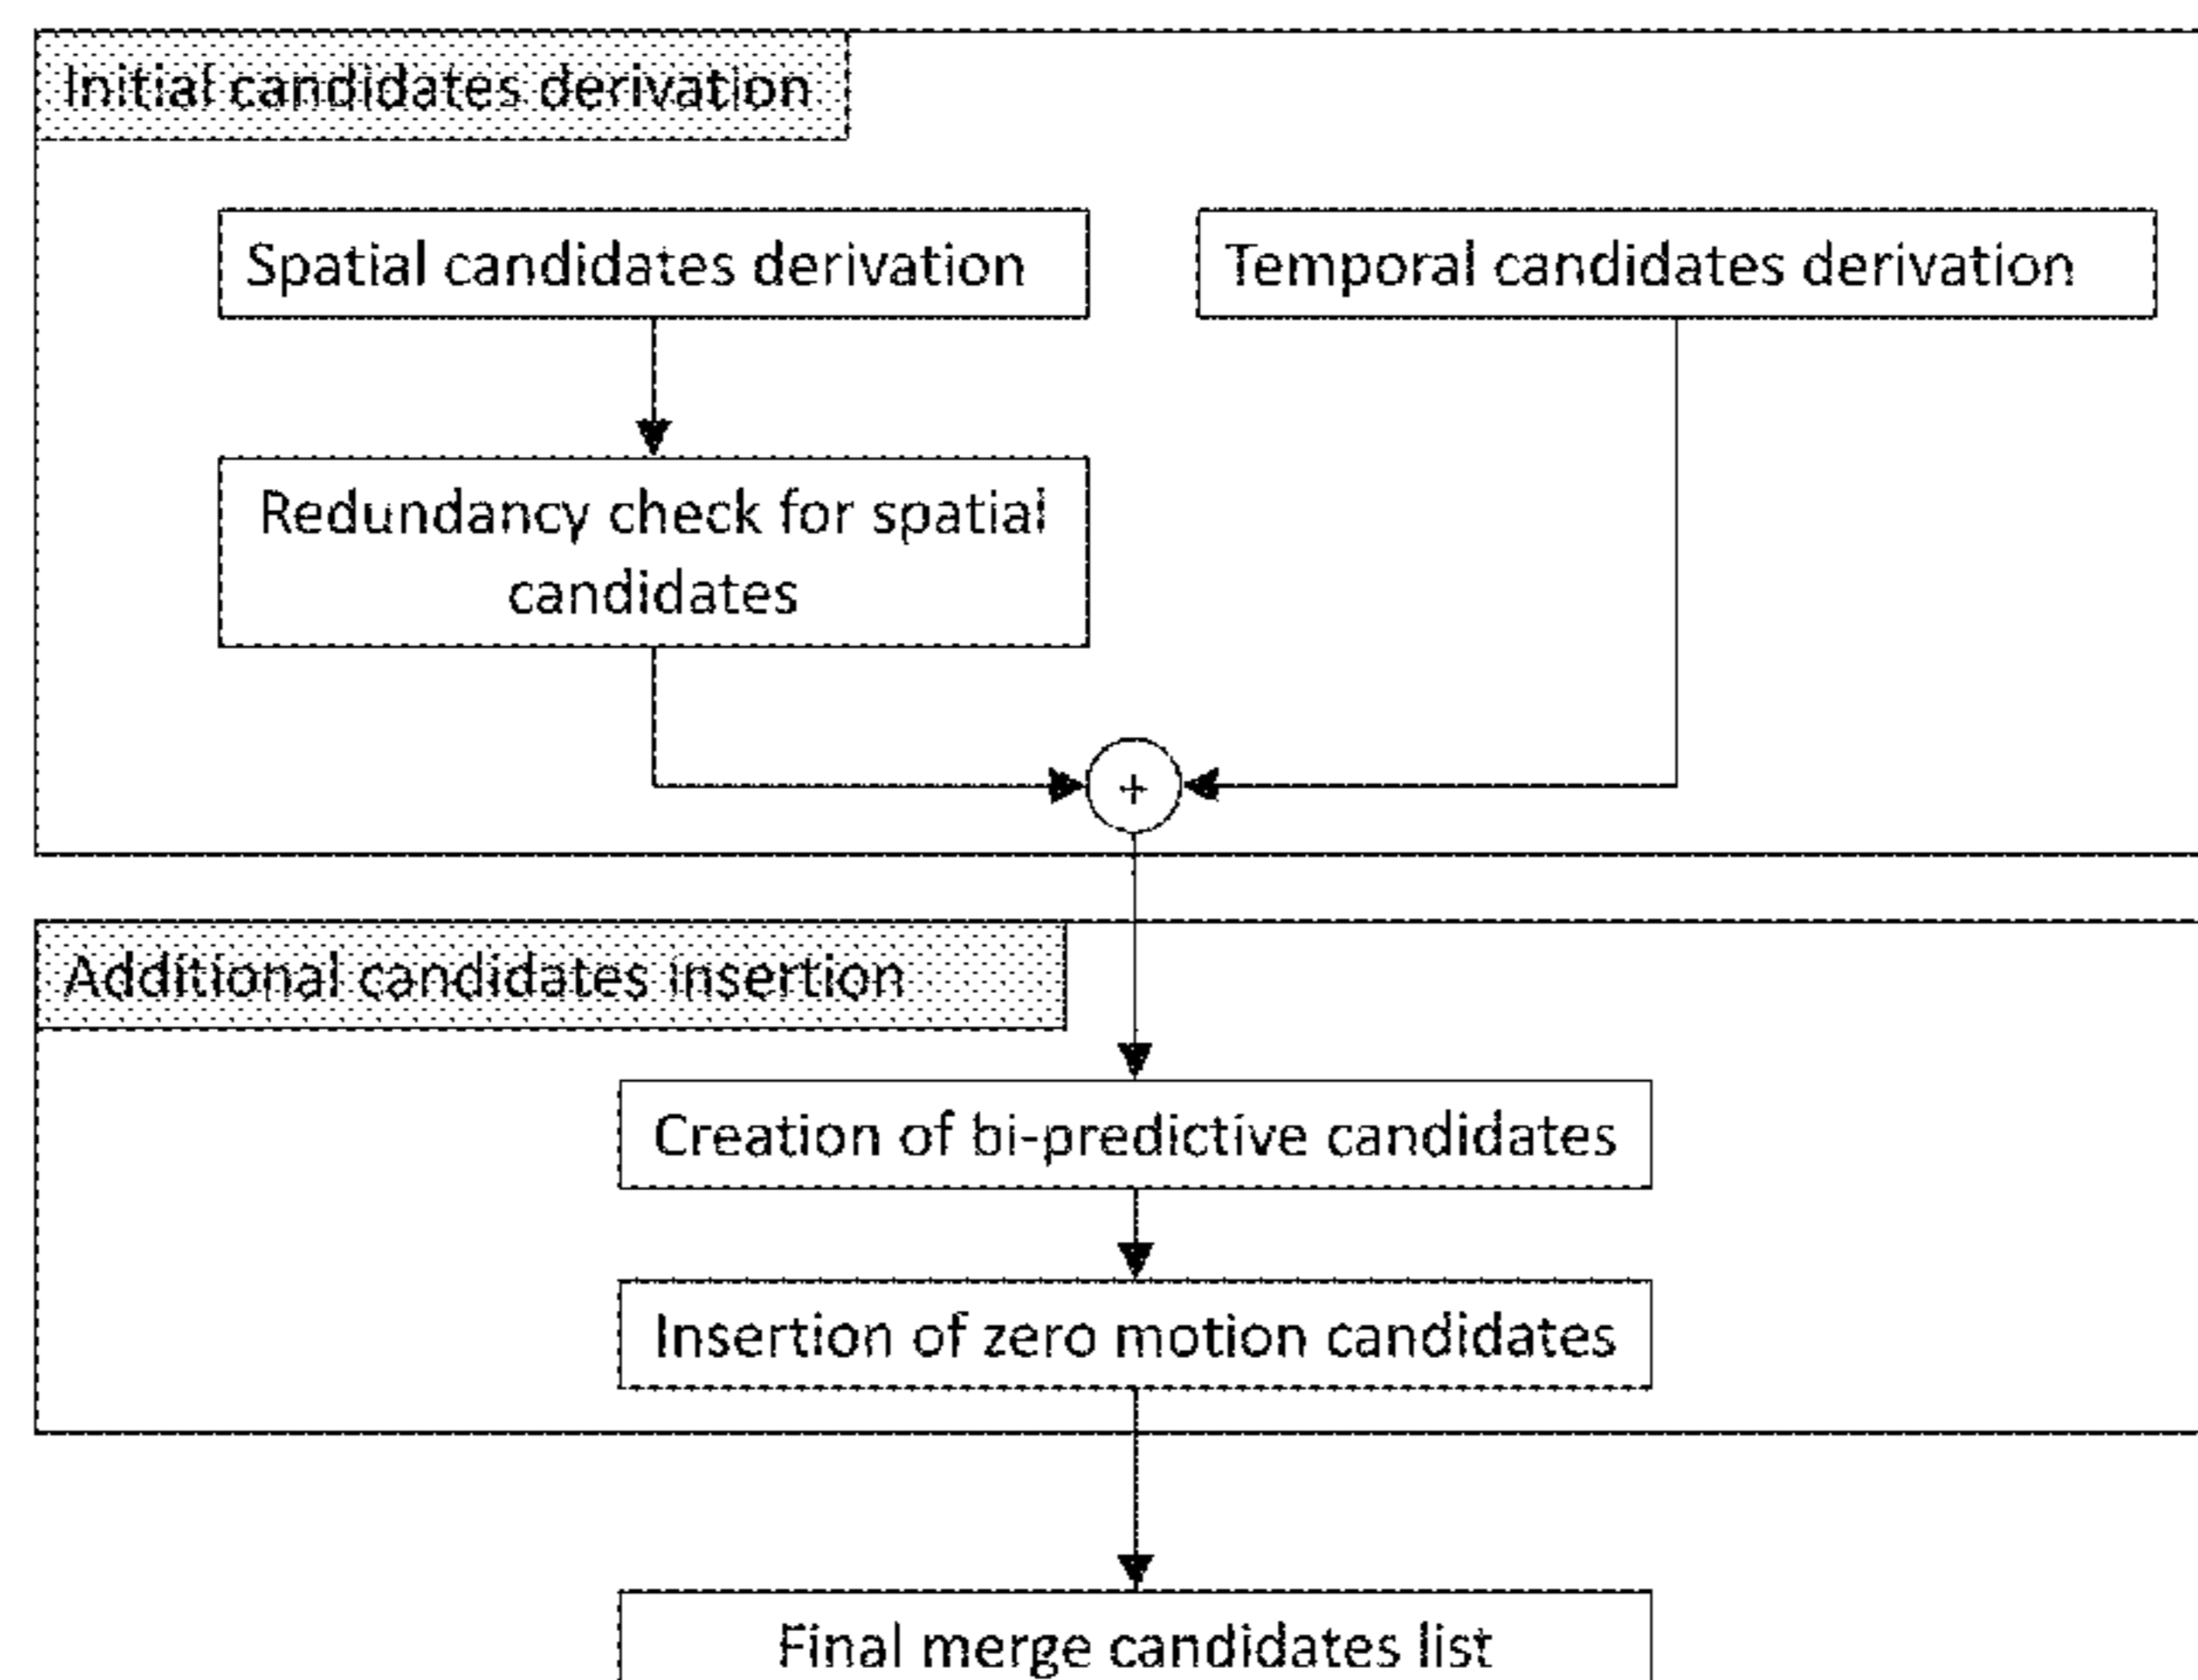 Initial candidates derivation
Spatial candidates derivation
Temporal candidates derivation
Redundancy check for spatial
candidates
+
Additional candidates insertion
Creation of bi-predictive candidates
Insertion of zero motion candidates
Final merge candidates list